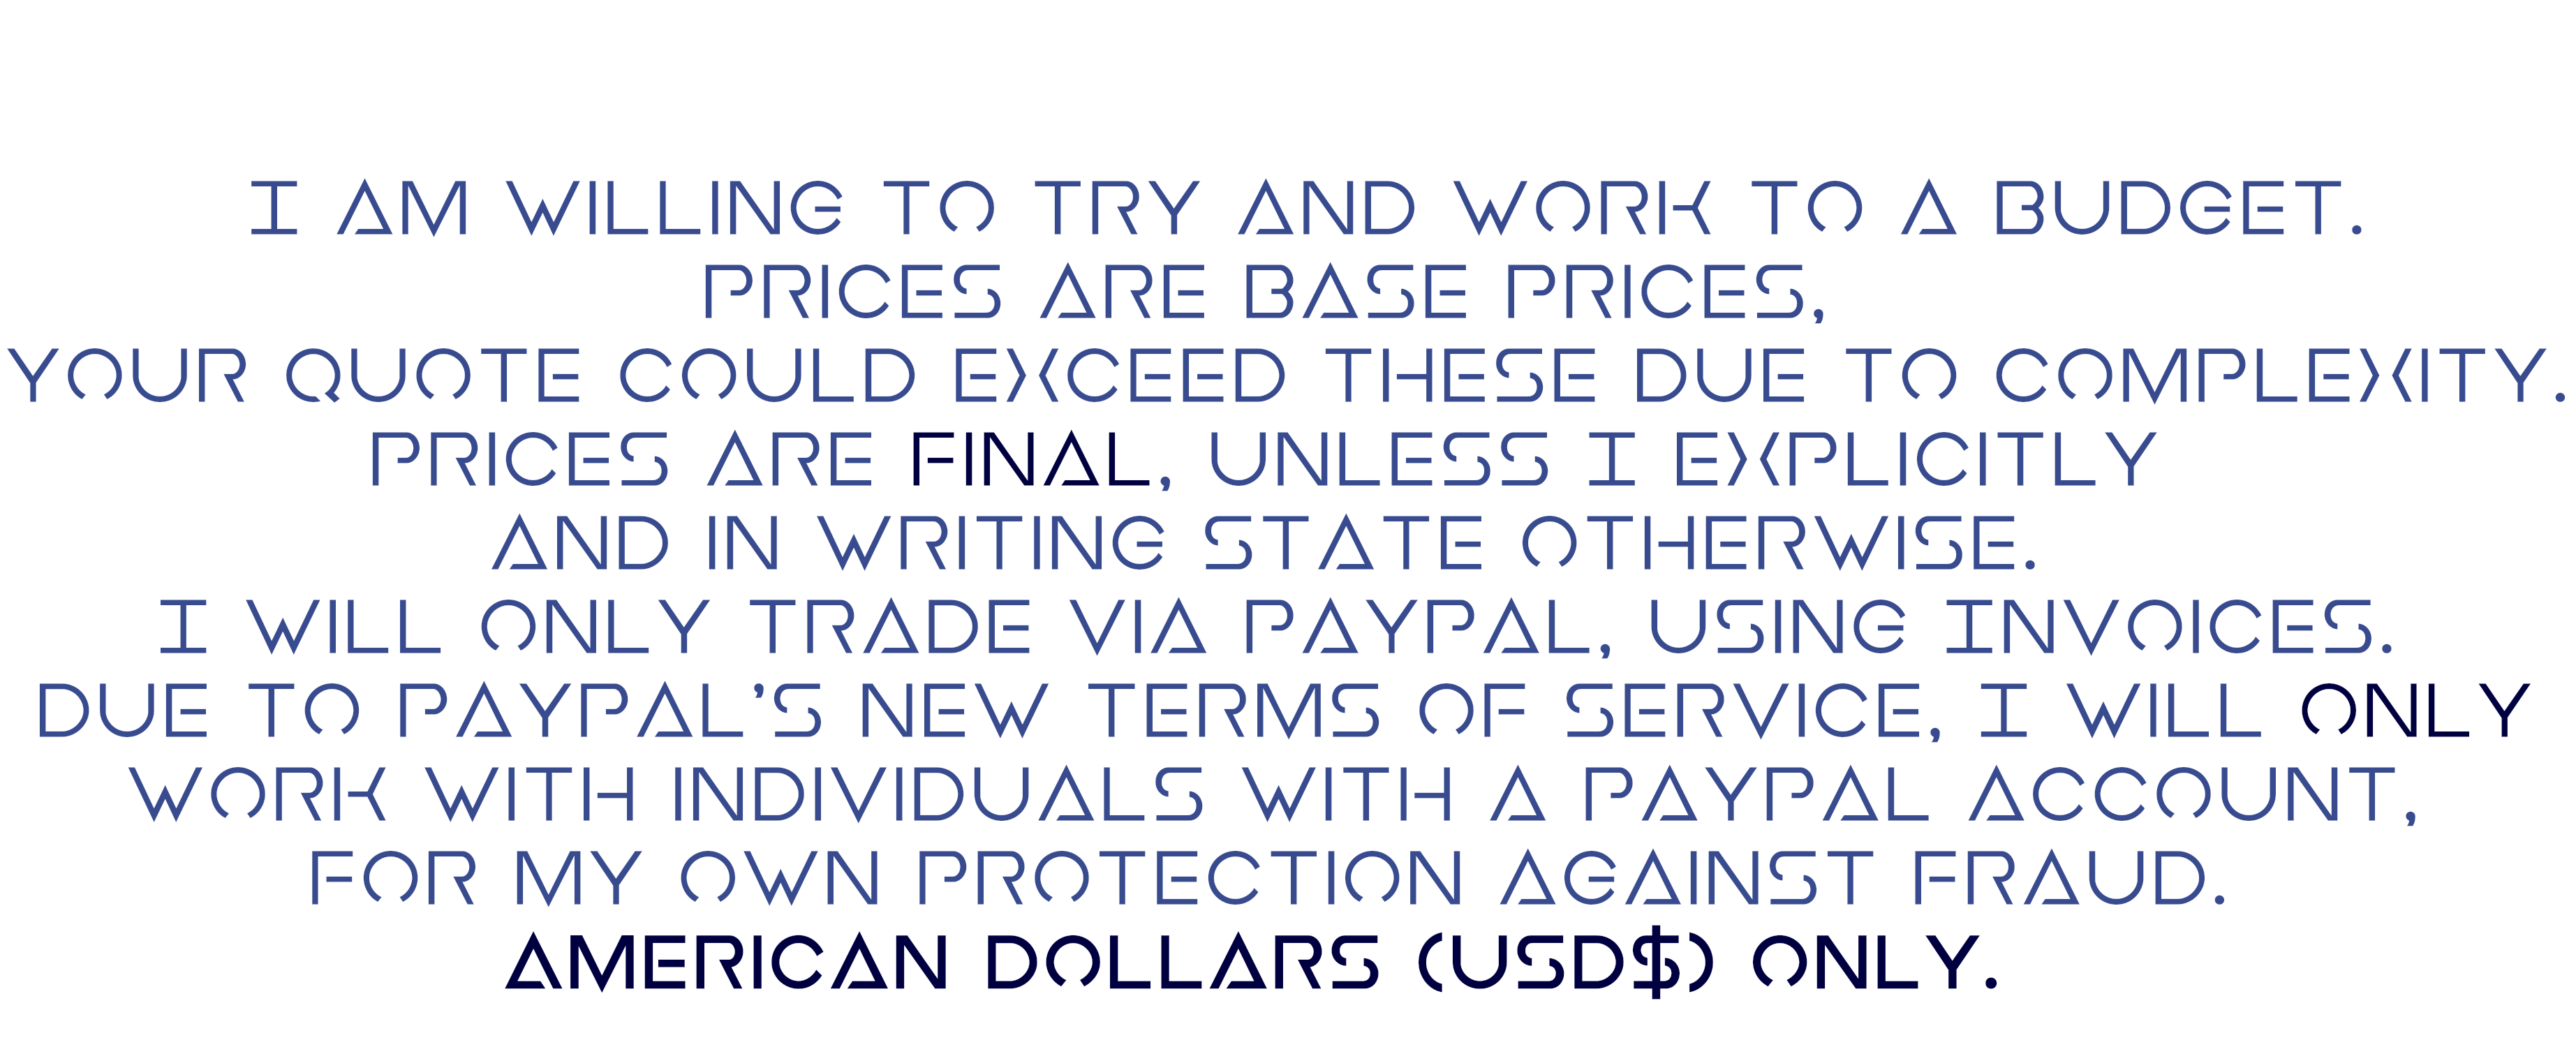 I AM WILLING TO TRY AND WORK TO A BUDGET.
PRICES ARE BASE PRICES,
YOUR QUOTE COULD EXCEED THESE DUE TO COMPLEXITY.
PRICES ARE FINAL, UNLESS I EXPLICITLY
AND IN WRITING STATE OTHERWISE.
I WILL ONLY TRADE VIA PAYPAL, USING INVOICES.
DUE TO PAYPAL'S NEW TERMS OF SERVICE, I WILL ONLY
WORK WITH INDIVIDUALS WITH A PAYPAL ACCOUNT,
FOR MY OWN PROTECTION AGAINST FRAUD.
AMERICAN DOLLARS (USD$) ONLY.